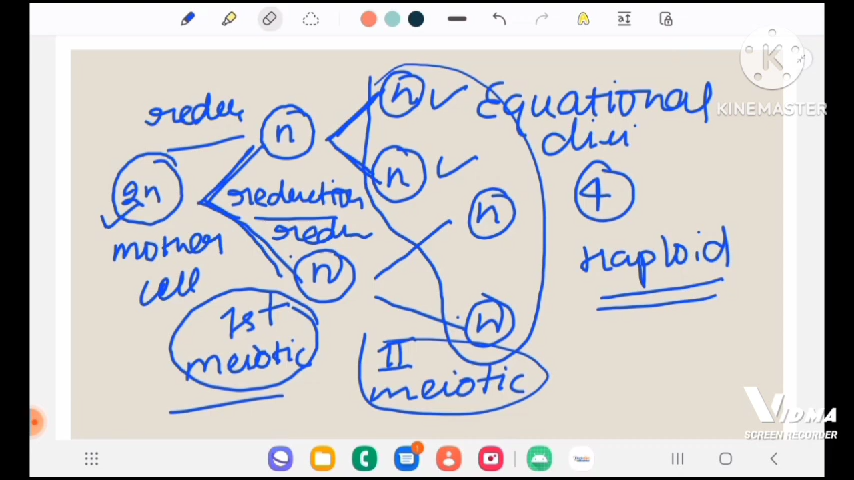 redu
n
n
Equational
divi
2n
n
4
reduction
redu
n
mother
cell
n
haploid
1st
meiotic
n
II
meiotic
KINEMASTER
VIDMA
SCREEN RECORDER